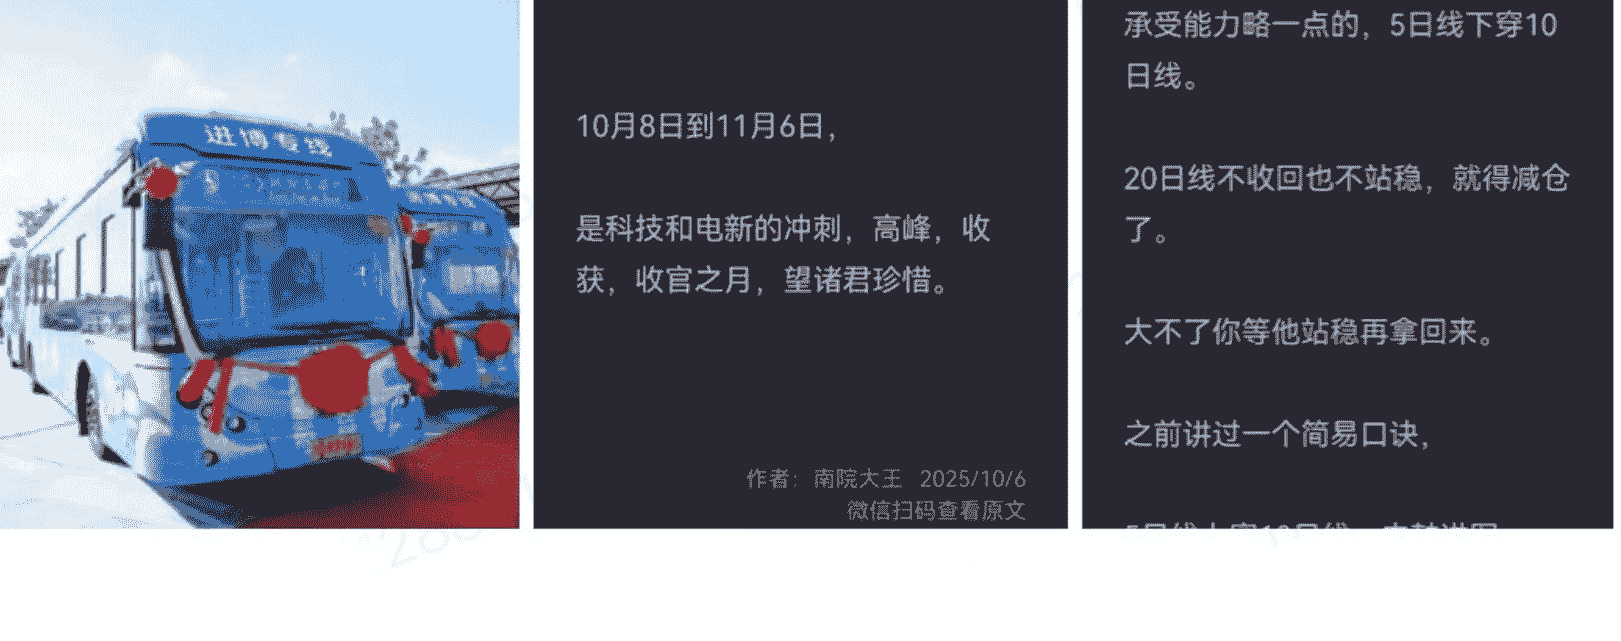 进博专线
10月8日到11月6日，
是科技和电新的冲刺，高峰，收
获，收官之月，望诸君珍惜。
作者：南院大王 2025/10/6
微信扫码查看原文
承受能力略一点的，5日线下穿10
日线。
20日线不收回也不站稳，就得减仓
了。
大不了你等他站稳再拿回来。
之前讲过一个简易口诀，